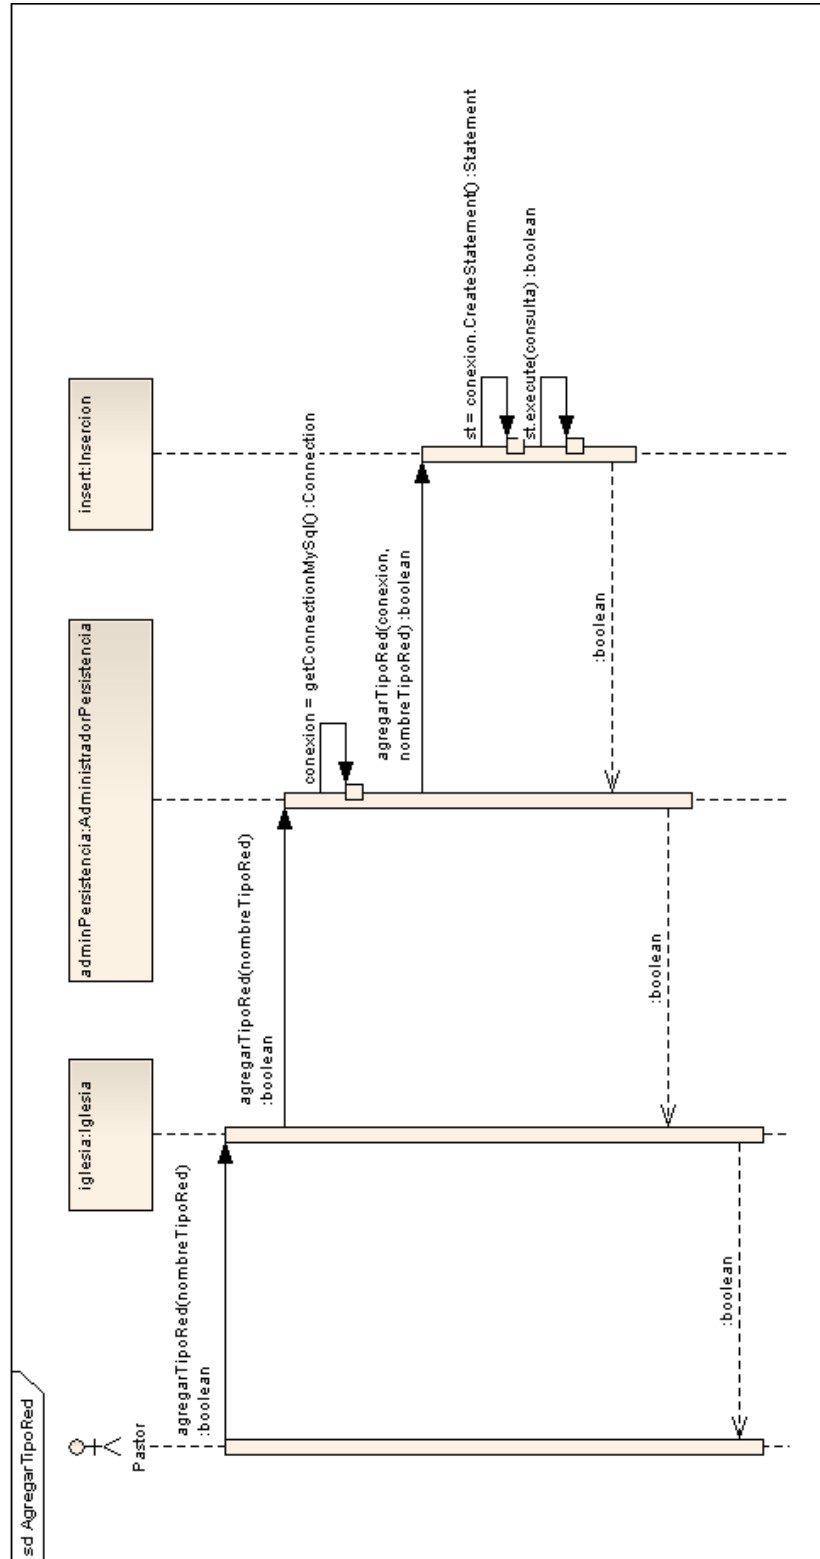 sd AgregarTipoRed
Pastor
iglesia:Iglesia
adminPersistencia:AdministradorPersistencia
insert:Insercion
agregarTipoRed(nombreTipoRed)
:boolean
agregarTipoRed(nombreTipoRed)
:boolean
conexion = getConnectionMySql() :Connection
agregarTipoRed(conexion,
nombreTipoRed) :boolean
st = conexion.CreateStatement() :Statement
st.execute(consulta) :boolean
:boolean
:boolean
:boolean